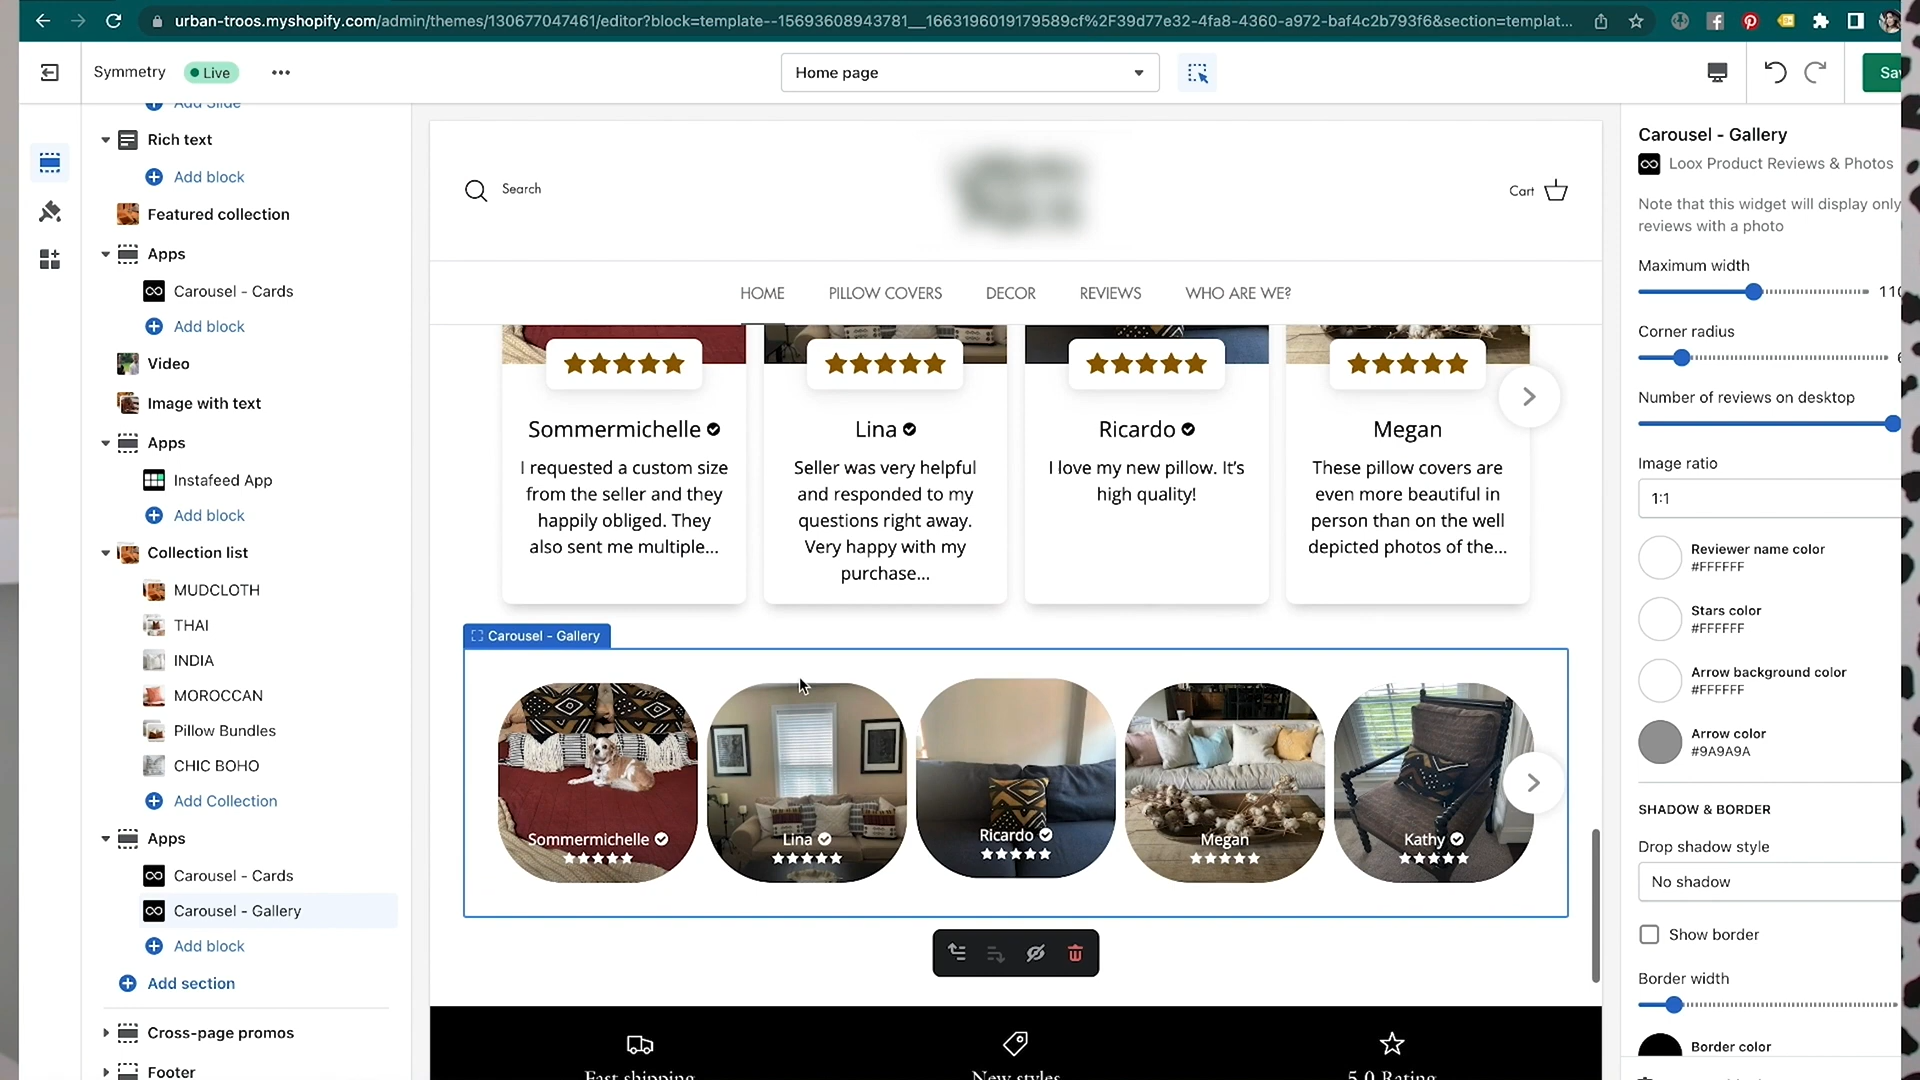 urban-troos.myshopify.com/admin/themes/130677047461/editor?block=template--15693608943781__1663196019179589cf%2F39d77e32-4fa8-4360-a972-baf4c2b793f6&section=templat...
Symmetry
Live
Home page
Add Slide
Rich text
Add block
Featured collection
Apps
Carousel - Cards
Add block
Video
Image with text
Apps
Instafeed App
Add block
Collection list
MUDCLOTH
THAI
INDIA
MOROCCAN
Pillow Bundles
CHIC BOHO
Add Collection
Apps
Carousel - Cards
Carousel - Gallery
Add block
Add section
Cross-page promos
Footer
Search
Cart
HOME PILLOW COVERS DECOR REVIEWS WHO ARE WE?
Sommermichelle
I requested a custom size
from the seller and they
happily obliged. They
also sent me multiple...
Lina
Seller was very helpful
and responded to my
questions right away.
Very happy with my
purchase...
Ricardo
I love my new pillow. It's
high quality!
Megan
These pillow covers are
even more beautiful in
person than on the well
depicted photos of the...
Carousel - Gallery
Sommermichelle
Lina
Ricardo
Megan
Kathy
Fast shipping
New styles
5.0 Rating
Carousel - Gallery
Loox Product Reviews & Photos
Note that this widget will display only
reviews with a photo
Maximum width
110
Corner radius
Number of reviews on desktop
Image ratio
1:1
Reviewer name color
#FFFFFF
Stars color
#FFFFFF
Arrow background color
#FFFFFF
Arrow color
#9A9A9A
SHADOW & BORDER
Drop shadow style
No shadow
Show border
Border width
Border color